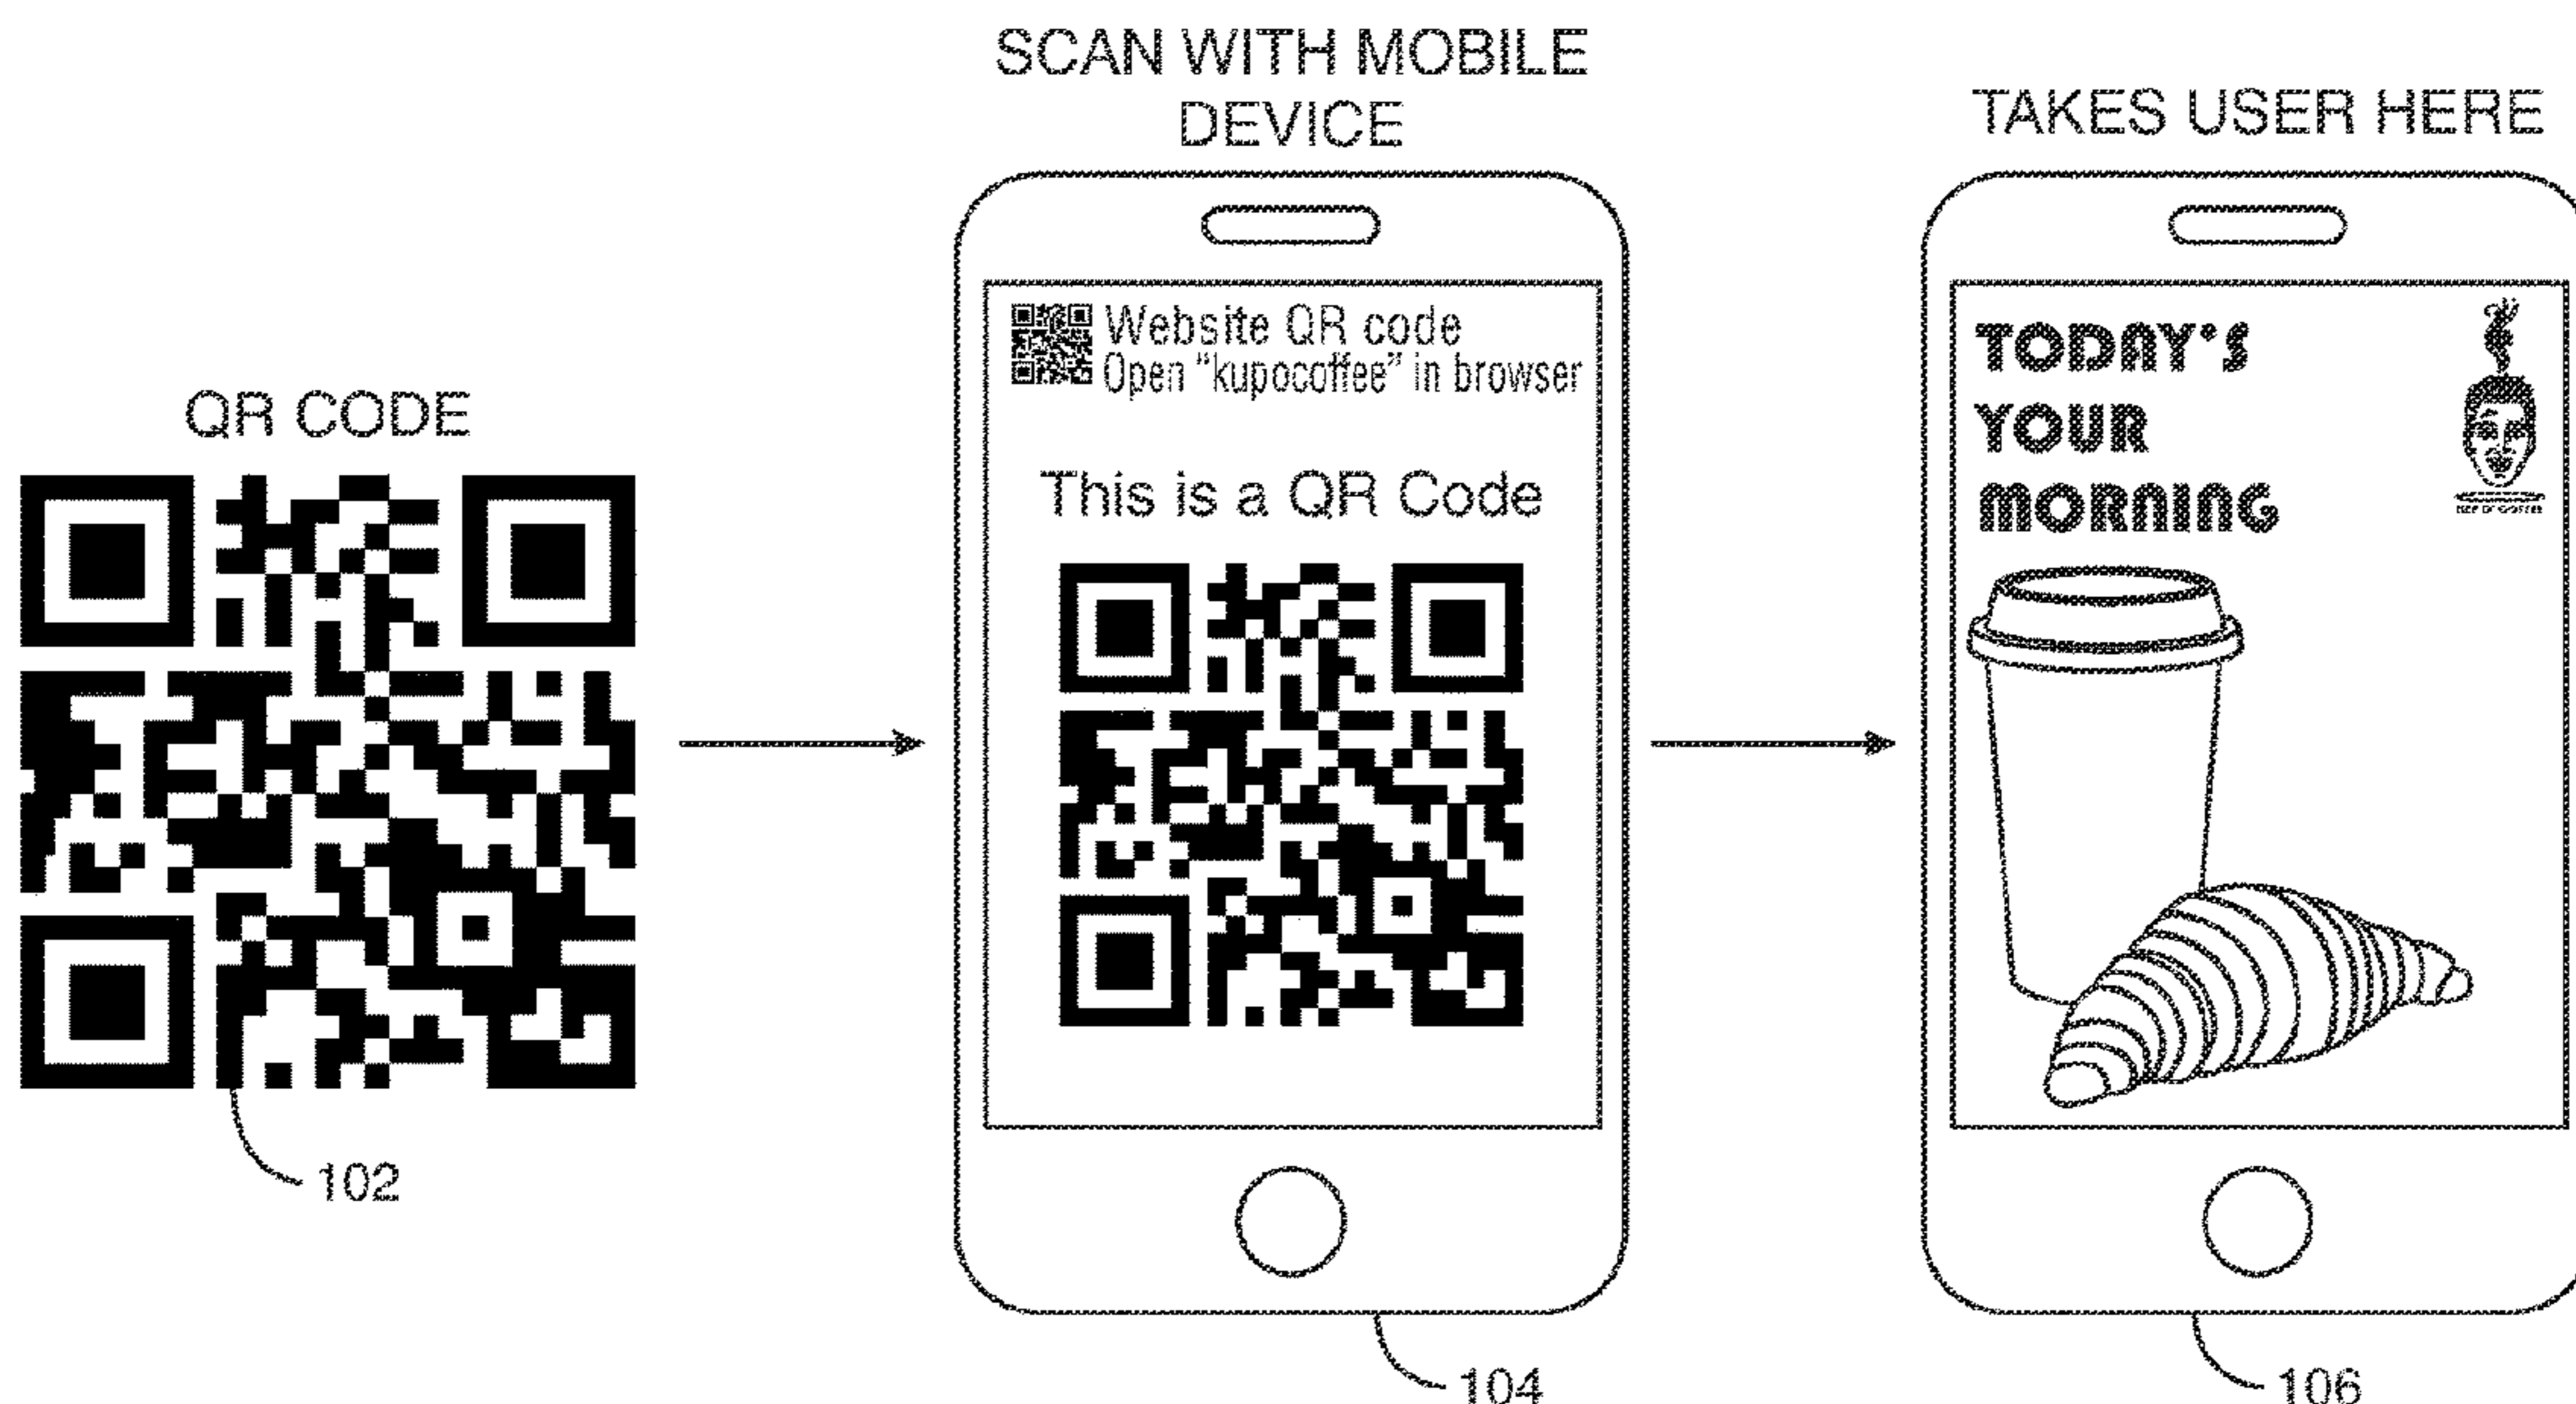 QR CODE
102
SCAN WITH MOBILE
DEVICE
Website QR code
Open “kupocoffee” in browser
This is a QR Code
104
TAKES USER HERE
TODAY'S
YOUR
MORNING
106